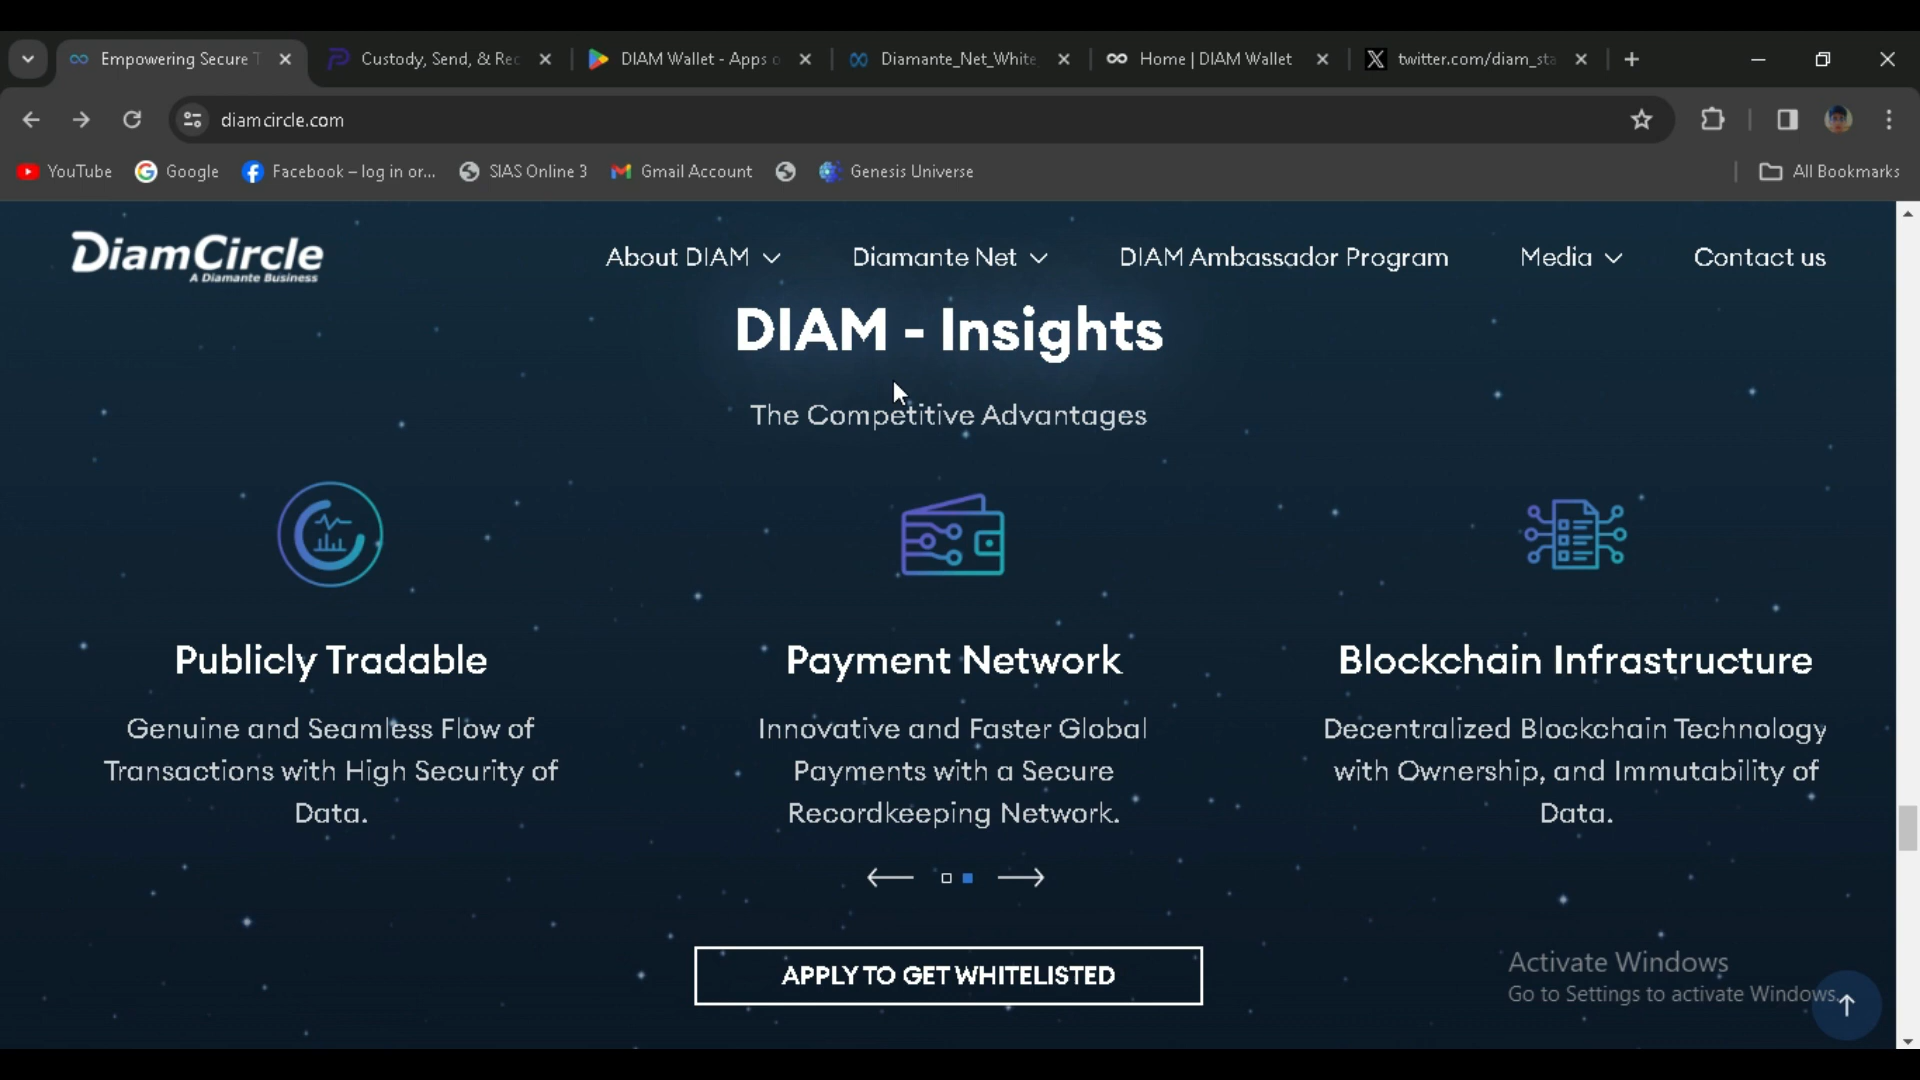 Empowering Secure T
Custody, Send, & Rec
DIAM Wallet - Apps o
Diamante_Net_White
Home | DIAM Wallet
twitter.com/diam_sta
diamcircle.com
YouTube
Google
Facebook – log in or...
SIAS Online 3
Gmail Account
Genesis Universe
All Bookmarks
DiamCircle
A Diamante Business
About DIAM
Diamante Net
DIAM Ambassador Program
Media
Contact us
DIAM - Insights
The Competitive Advantages
Publicly Tradable
Genuine and Seamless Flow of
Transactions with High Security of
Data.
Payment Network
Innovative and Faster Global
Payments with a Secure
Recordkeeping Network.
Blockchain Infrastructure
Decentralized Blockchain Technology
with Ownership, and Immutability of
Data.
APPLY TO GET WHITELISTED
Activate Windows
Go to Settings to activate Windows.